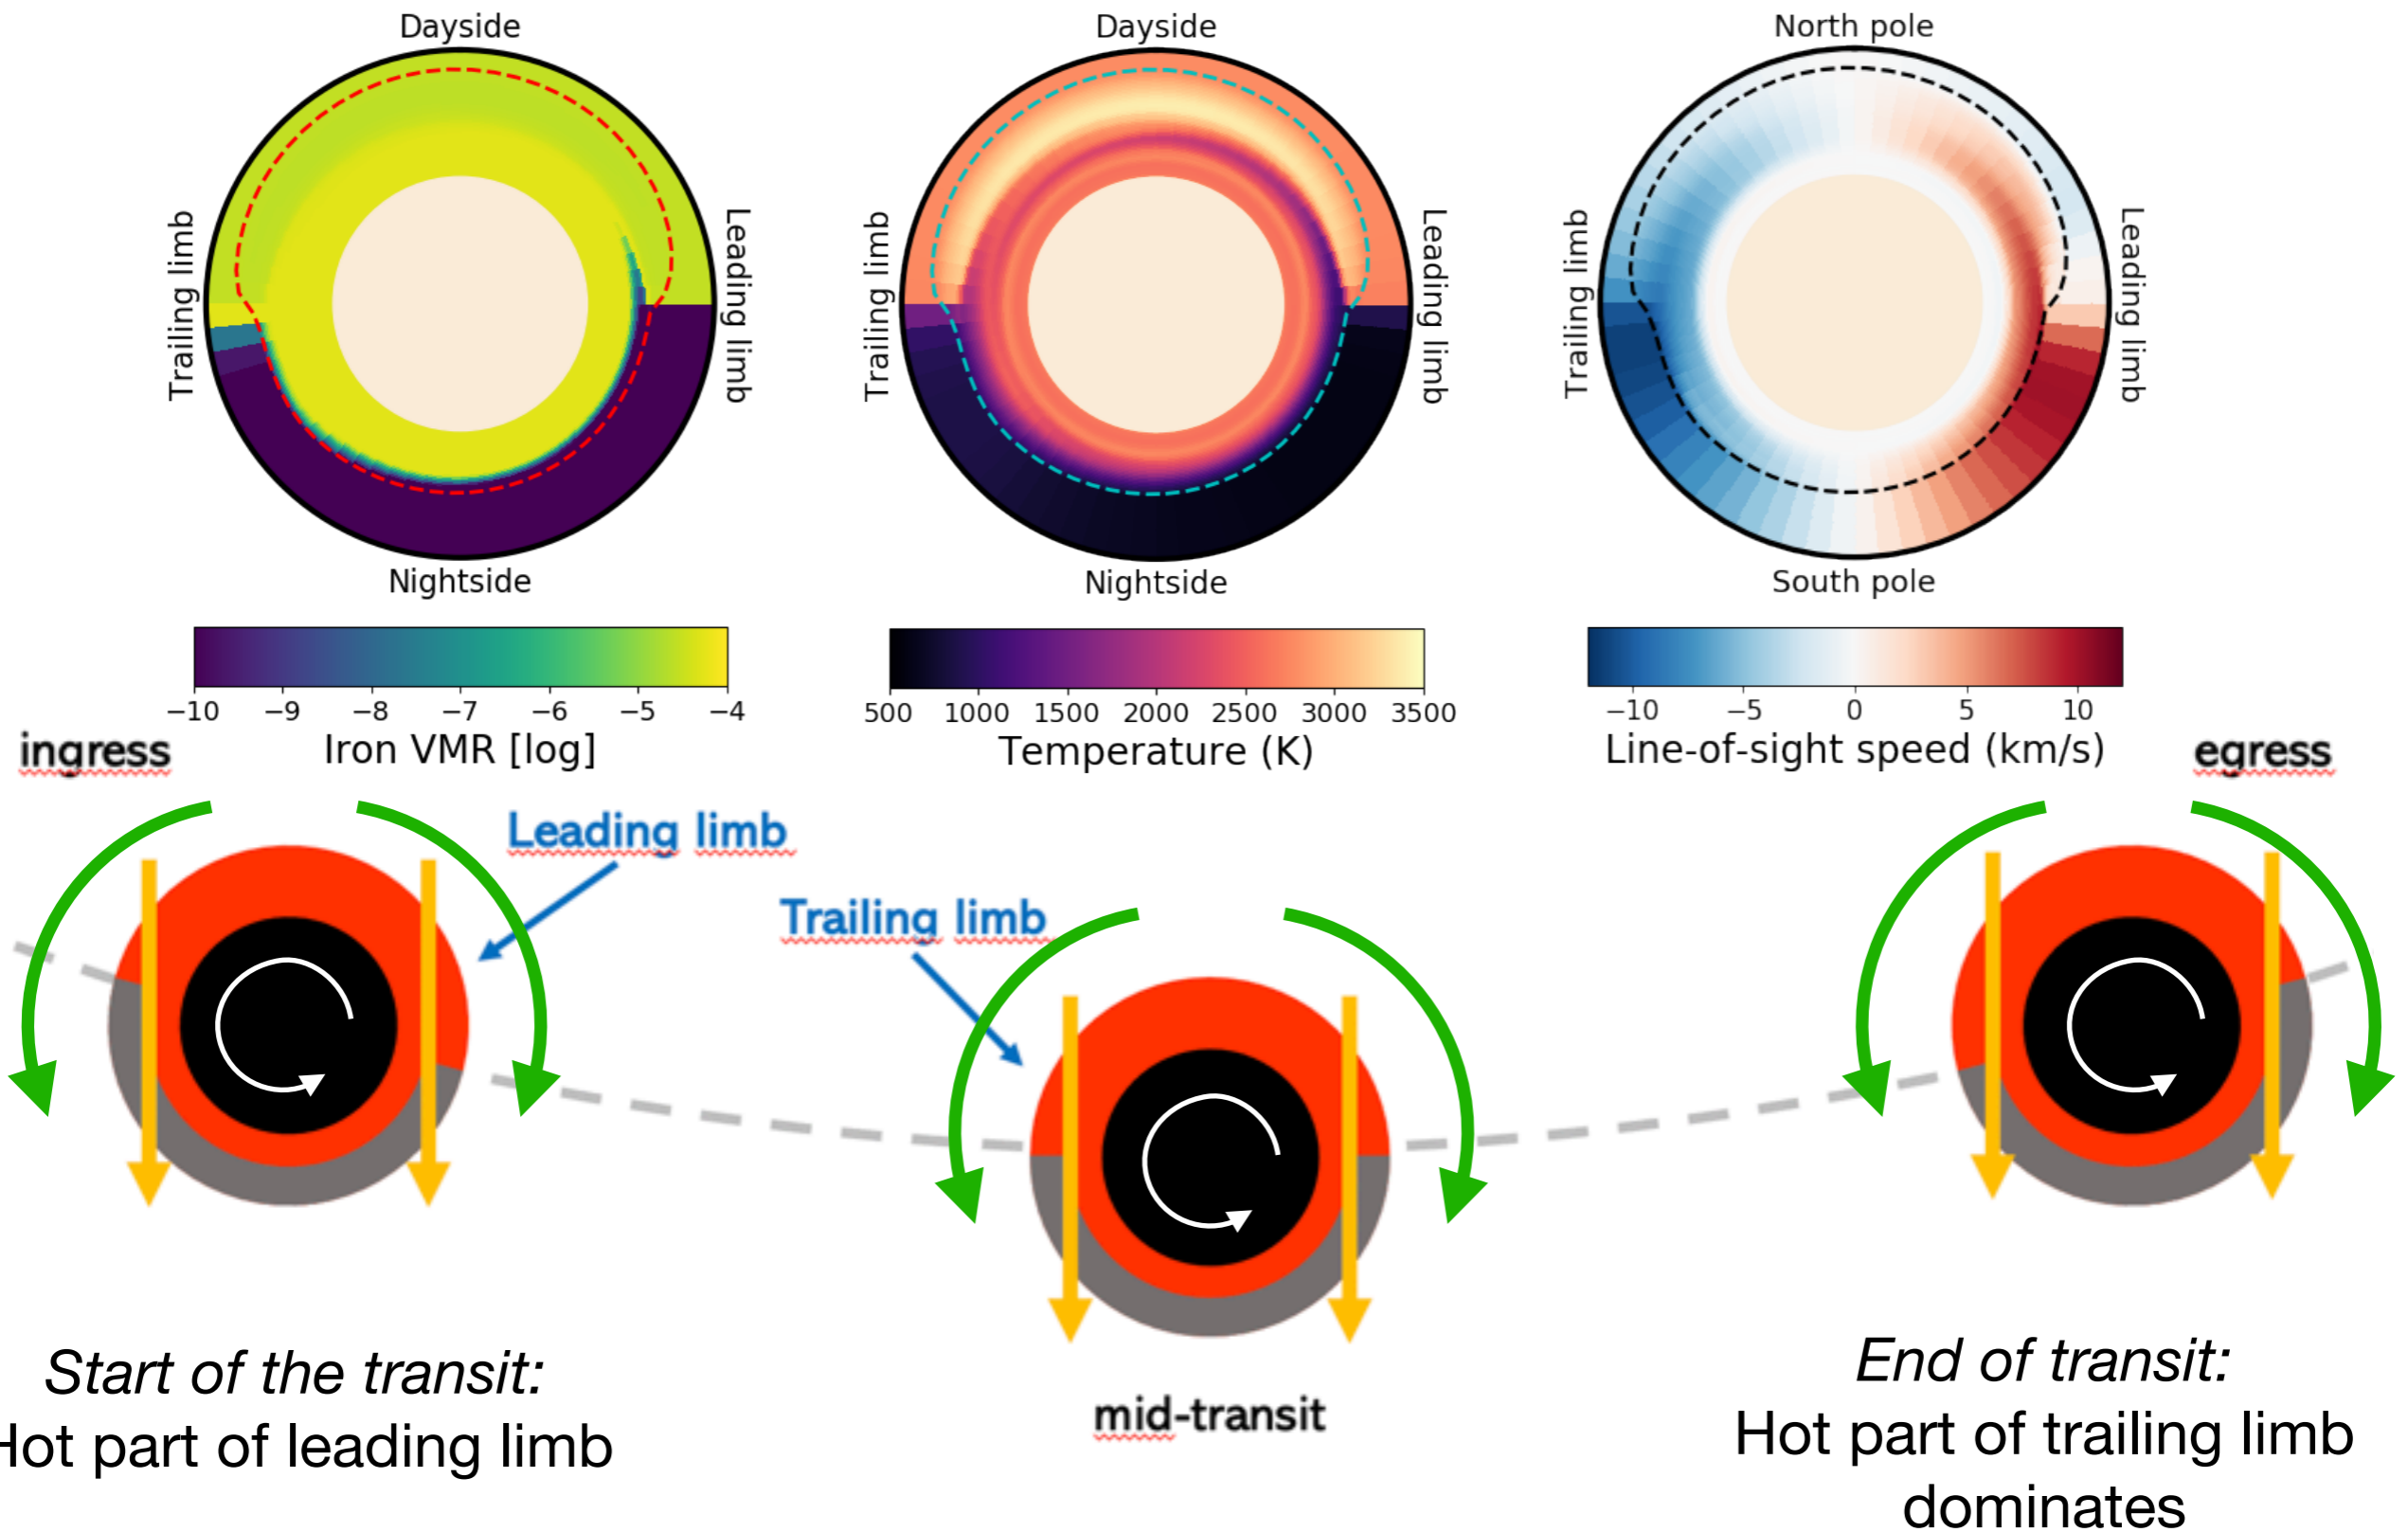 Dayside
Dayside
North pole
Trailing limb
Leading limb
Trailing limb
Leading limb
Trailing limb
Leading limb
Nightside
Nightside
South pole
−10 −9 −8 −7 −6 −5 −4
500 1000 1500 2000 2500 3000 3500
−10 −5 0 5 10
ingress
Iron VMR [log]
Temperature (K)
Line-of-sight speed (km/s)
egress
Leading limb
Trailing limb
Start of the transit:
Hot part of leading limb
mid-transit
End of transit:
Hot part of trailing limb
dominates